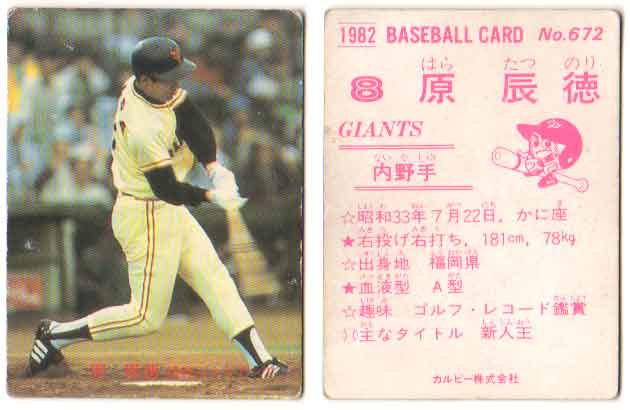 原 辰徳
1982 BASEBALL CARD No.672
はら たつ のり
8 原 辰 徳
GIANTS
ないやしゅ
内野手
☆昭和33年7月22日，かに座
★右投げ右打ち，181cm，78kg
☆出身地 福岡県
★血液型 A型
☆趣味 ゴルフ・レコード鑑賞
主なタイトル 新人王
カルビー株式会社